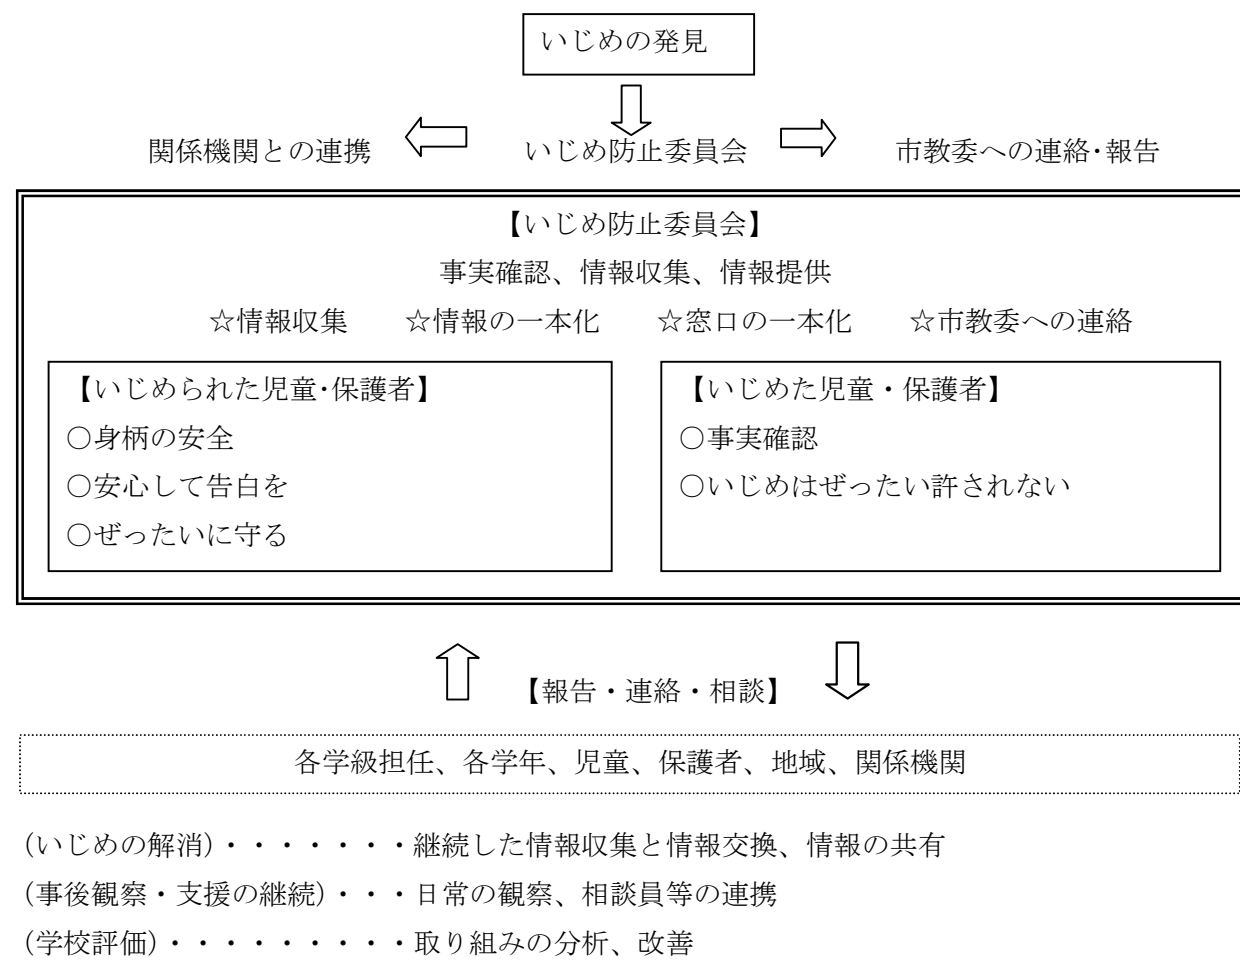 いじめの発見
関係機関との連携 いじめ防止委員会 市教委への連絡・報告
【いじめ防止委員会】
事実確認、情報収集、情報提供
☆情報収集 ☆情報の一本化 ☆窓口の一本化 ☆市教委への連絡
【いじめられた児童・保護者】
○身柄の安全
○安心して告白を
○ぜったいに守る
【いじめた児童・保護者】
○事実確認
○いじめはぜったい許されない
【報告・連絡・相談】
各学級担任、各学年、児童、保護者、地域、関係機関
(いじめの解消)・・・・・・・継続した情報収集と情報交換、情報の共有
(事後観察・支援の継続)・・・日常の観察、相談員等の連携
(学校評価)・・・・・・・・・取り組みの分析、改善